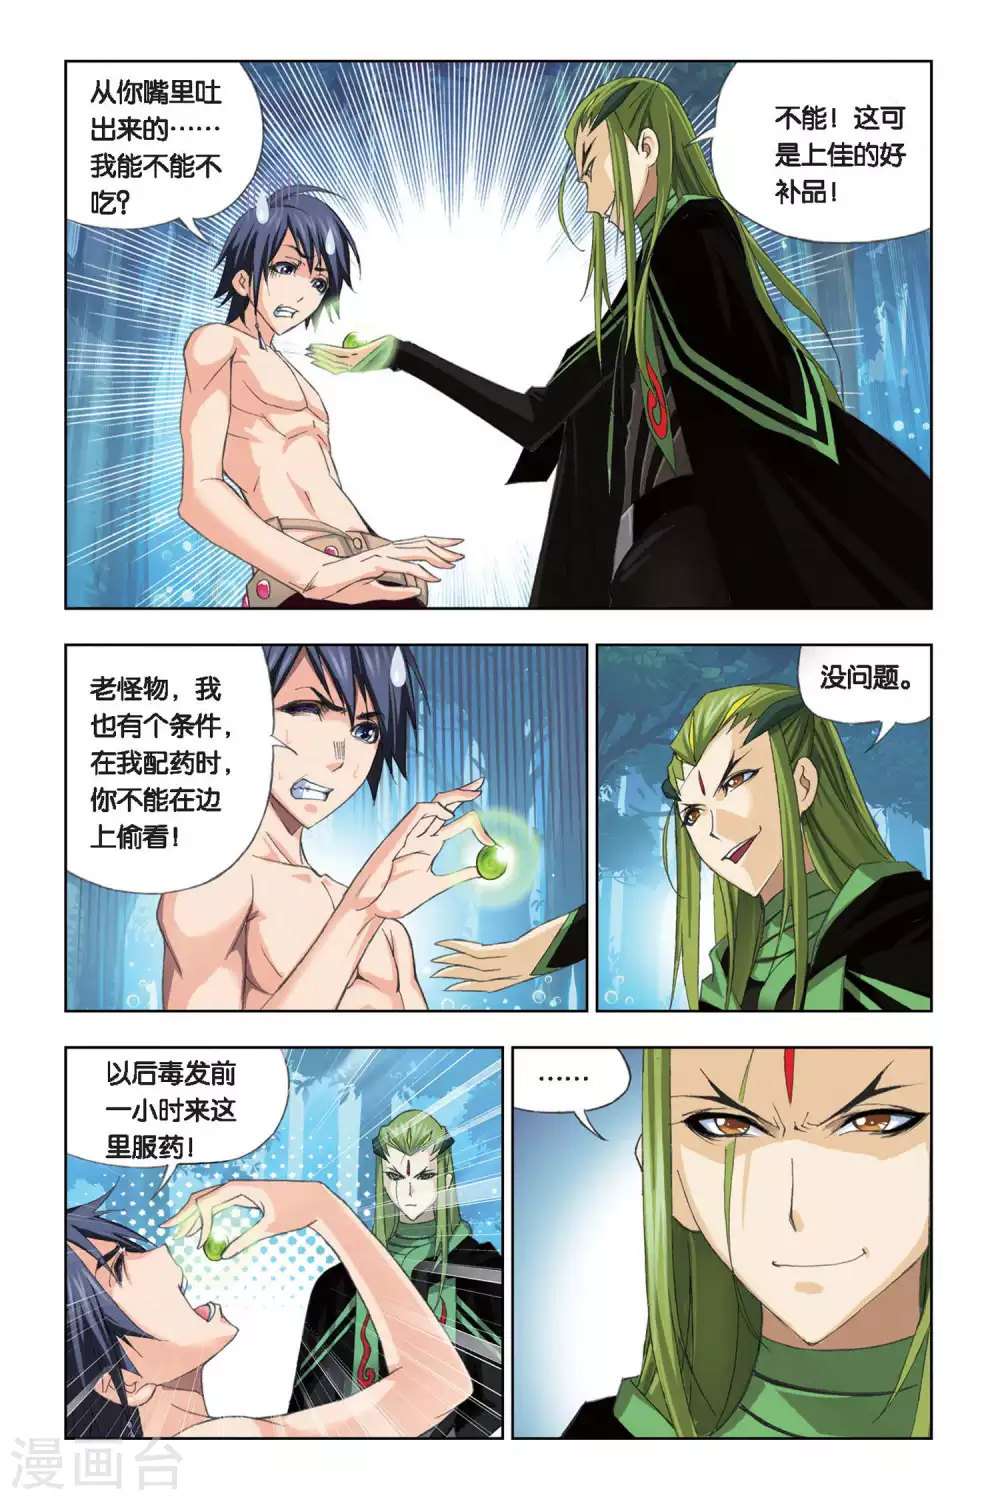 从你嘴里吐
出来的……
我能不能不
吃？
不能！这可
是上佳的好
补品！
老怪物，我
也有个条件，
在我配药时，
你不能在边
上偷看！
没问题。
以后毒发前
一小时来这
里服药！
……
漫画台